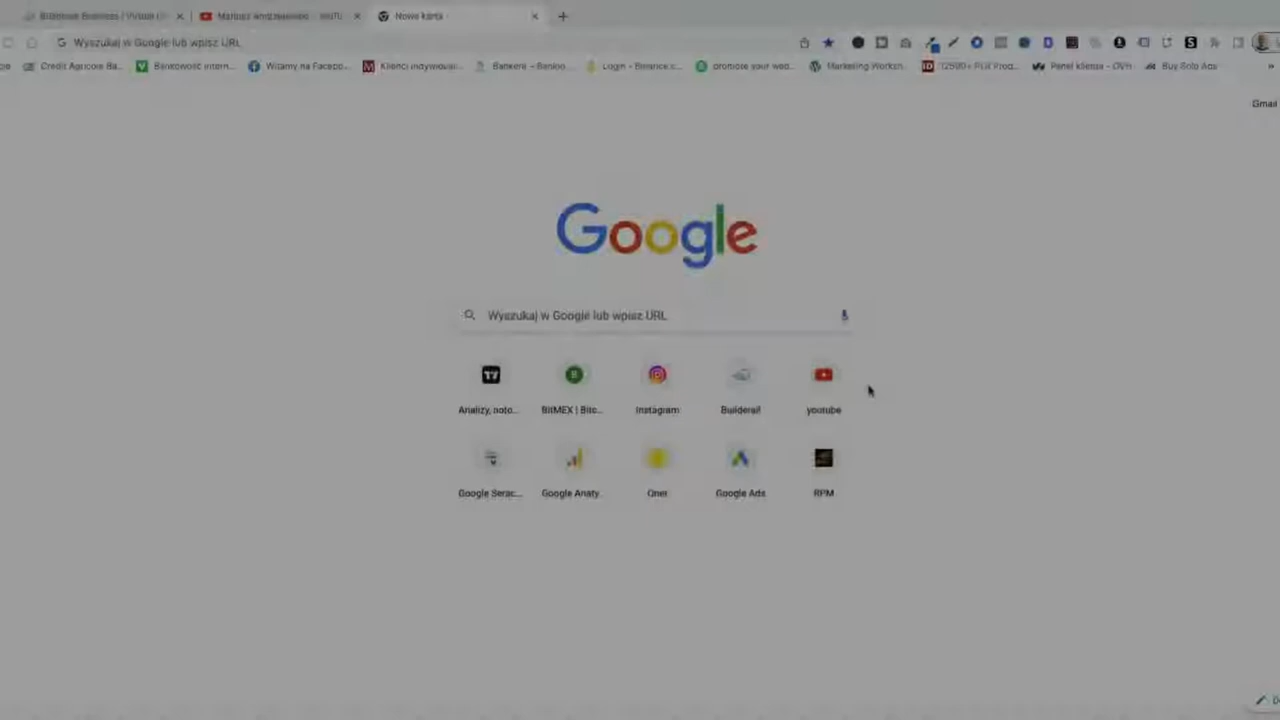 Nowa karta
Wyszukaj w Google lub wpisz URL
Credit Agricole Ba... Bankowość intern... Witamy na Facebo... Klienci indywidual... Login - Binance.c... promote your web... Marketing Worksh... Panel klienta - OVH Buy Solo Ads »
Gmail
Google
Wyszukaj w Google lub wpisz URL
Analizy, noto... BitMEX | Bitc... Instagram Builderall youtube
Google Serac... Google Anaty... Onet Google Ads RPM